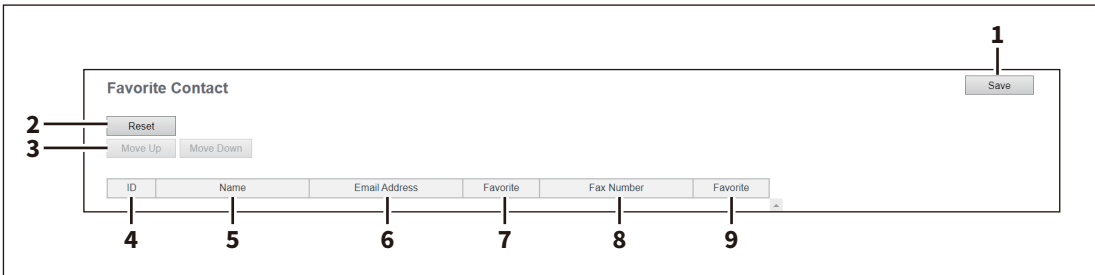 1
Favorite Contact
Save
2
Reset
3
Move Up Move Down
ID Name Email Address Favorite Fax Number Favorite
4 5 6 7 8 9